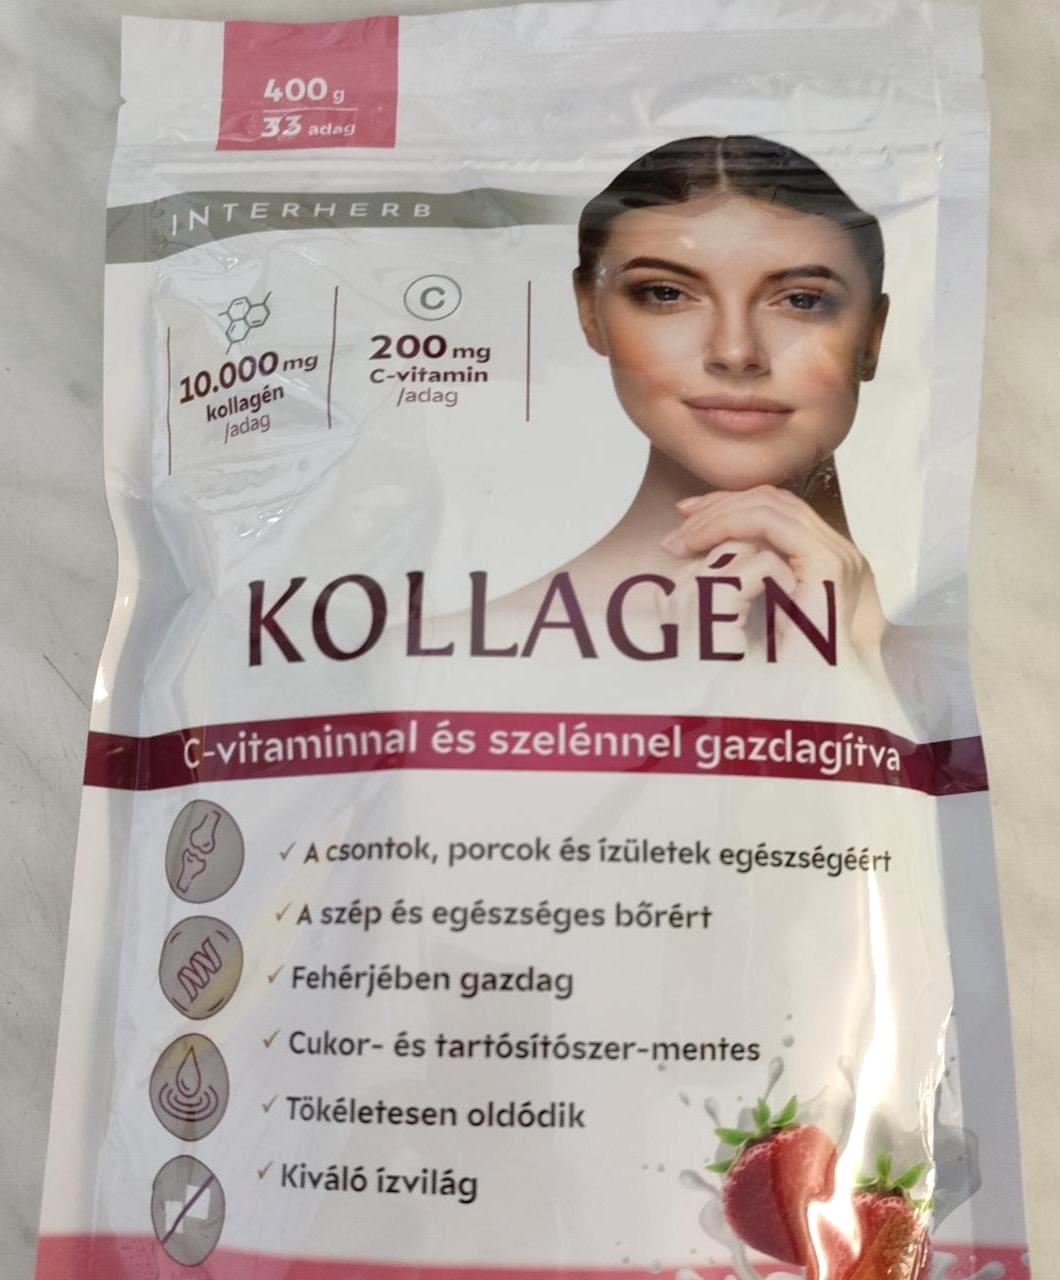 400 g
33 adag
INTERHERB
10.000 mg
kollagén
/adag
C
200 mg
C-vitamin
/adag
KOLLAGÉN
C-vitaminnal és szelénnel gazdagítva
✓ A csontok, porcok és ízületek egészségéért
✓ A szép és egészséges bőrért
✓ Fehérjében gazdag
✓ Cukor- és tartósítószer-mentes
✓ Tökéletesen oldódik
✓ Kiváló ízvilág